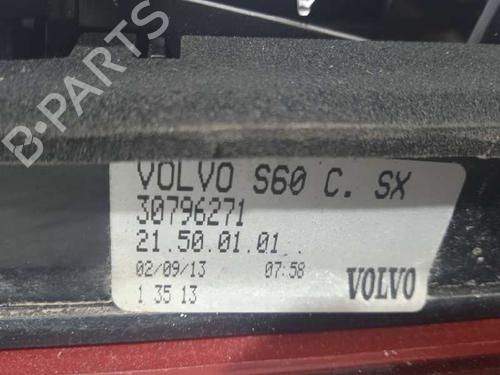 B-PARTS
VOLVO S60 C. SX
30796271
21.50.01.01.
02/09/13 07:58
1 35 13 VOLVO